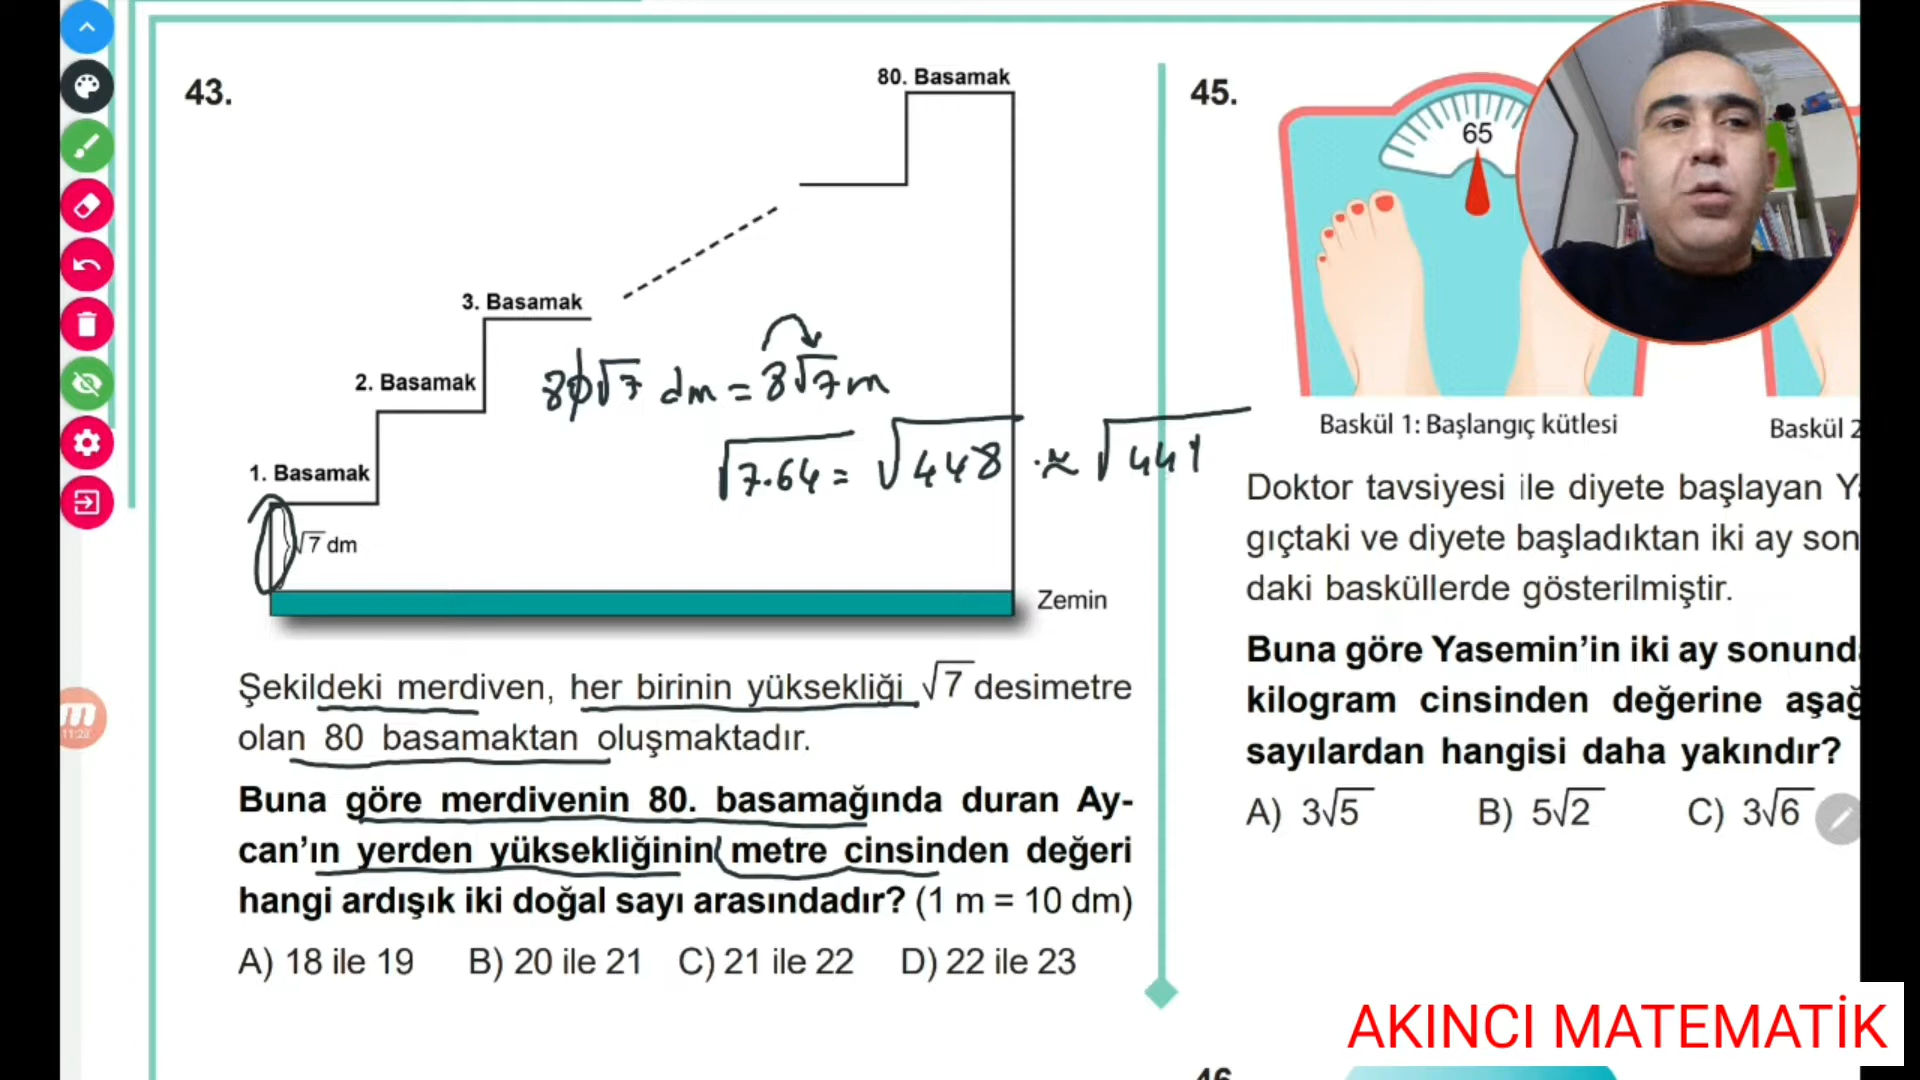 43.
80. Basamak
3. Basamak
2. Basamak
1. Basamak
√7 dm
Zemin
80√7 dm = 8√7 m
√7.64 = √448 ≈ √441
Şekildeki merdiven, her birinin yüksekliği √7 desimetre
olan 80 basamaktan oluşmaktadır.
Buna göre merdivenin 80. basamağında duran Ay-
can’ın yerden yüksekliğinin metre cinsinden değeri
hangi ardışık iki doğal sayı arasındadır? (1 m = 10 dm)
A) 18 ile 19 B) 20 ile 21 C) 21 ile 22 D) 22 ile 23
45.
65
Baskül 1: Başlangıç kütlesi
Baskül 2
Doktor tavsiyesi ile diyete başlayan Y
gıçtaki ve diyete başladıktan iki ay son
daki basküllerde gösterilmiştir.
Buna göre Yasemin’in iki ay sonund
kilogram cinsinden değerine aşağ
sayılardan hangisi daha yakındır?
A) 3√5 B) 5√2 C) 3√6
11:22
AKINCI MATEMATİK